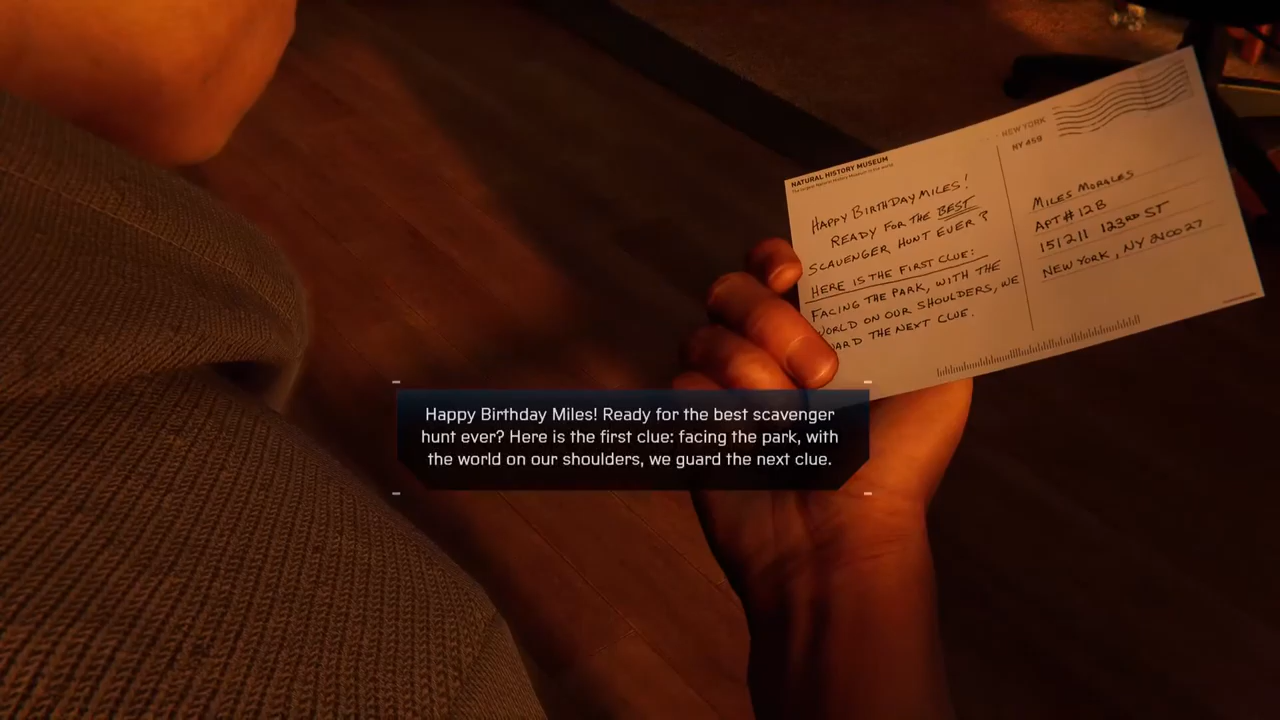 NATURAL HISTORY MUSEUM
HAPPY BIRTHDAY MILES!
READY FOR THE BEST
SCAVENGER HUNT EVER?
HERE IS THE FIRST CLUE:
FACING THE PARK, WITH THE
WORLD ON OUR SHOULDERS, WE
THE NEXT CLUE.
NEW YORK
NY 458
MILES MORALES
APT # 12B
151211 123RD ST
NEW YORK, NY 210027
Happy Birthday Miles! Ready for the best scavenger
hunt ever? Here is the first clue: facing the park, with
the world on our shoulders, we guard the next clue.